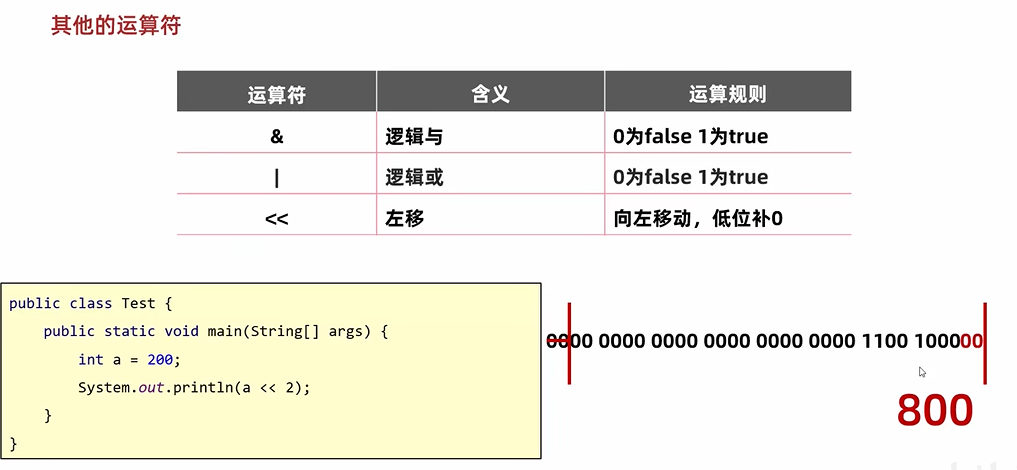 其他的运算符
运算符 含义 运算规则
& 逻辑与 0为false 1为true
| 逻辑或 0为false 1为true
<< 左移 向左移动，低位补0
public class Test {
public static void main(String[] args) {
int a = 200;
System.out.println(a << 2);
}
}
0000 0000 0000 0000 0000 0000 1100 100000
800